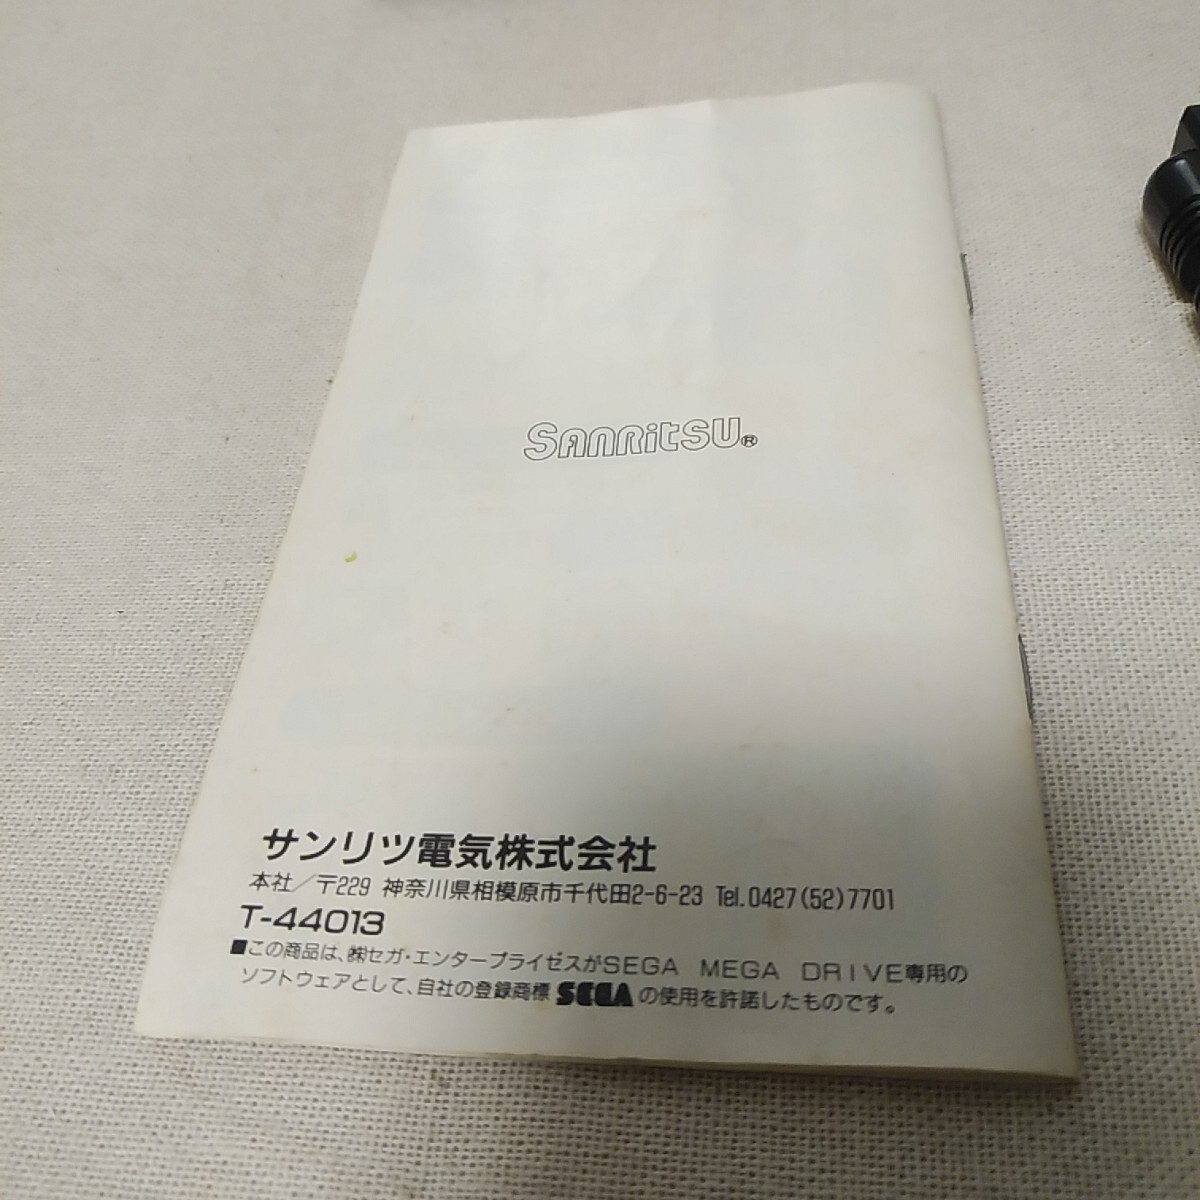 SANRITSU®
サンリツ電気株式会社
本社／〒229 神奈川県相模原市千代田2-6-23 Tel.0427(52)7701
T-44013
■この商品は、㈱セガ・エンタープライゼスがSEGA MEGA DRIVE専用の
ソフトウェアとして、自社の登録商標 SEGA の使用を許諾したものです。